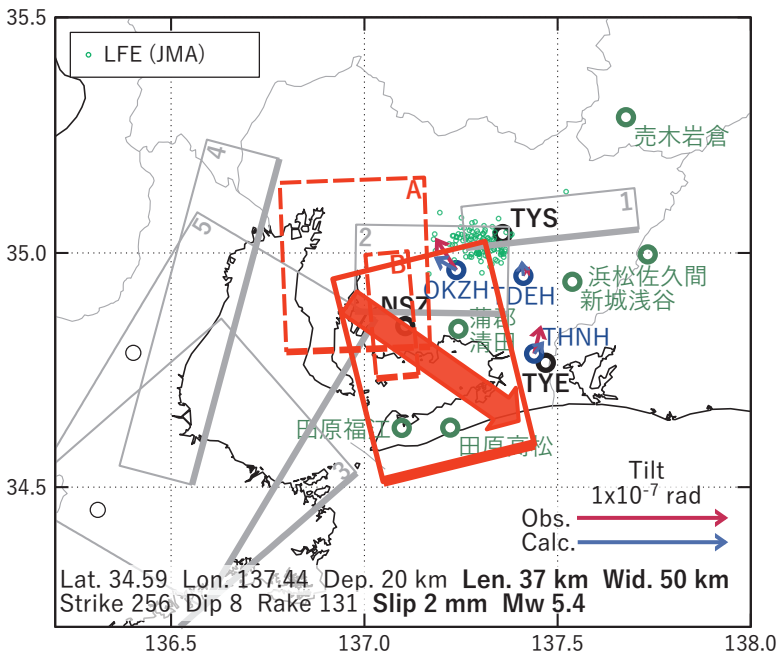 35.5
LFE (JMA)
売木岩倉
4
A
1
5
2
TYS
35.0
B
OKZH
TDEH
浜松佐久間
新城浅谷
NSZ
蒲郡
清田
THNH
TYE
田原福江
田原高松
3
34.5
Tilt
1x10⁻⁷ rad
Obs.
Calc.
Lat. 34.59 Lon. 137.44 Dep. 20 km Len. 37 km Wid. 50 km
Strike 256 Dip 8 Rake 131 Slip 2 mm Mw 5.4
136.5 137.0 137.5 138.0